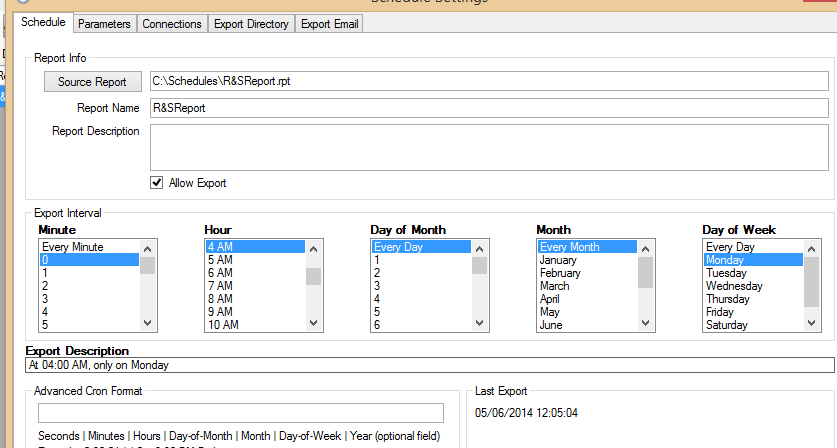 Schedule Settings
Schedule Parameters Connections Export Directory Export Email
Report Info
Source Report C:\Schedules\R&SReport.rpt
Report Name R&SReport
Report Description
Allow Export
Export Interval
Minute Hour Day of Month Month Day of Week
Every Minute 4 AM Every Day Every Month Every Day
0 5 AM 1 January Monday
1 6 AM 2 February Tuesday
2 7 AM 3 March Wednesday
3 8 AM 4 April Thursday
4 9 AM 5 May Friday
5 10 AM 6 June Saturday
Export Description
At 04:00 AM, only on Monday
Advanced Cron Format Last Export
05/06/2014 12:05:04
Seconds | Minutes | Hours | Day-of-Month | Month | Day-of-Week | Year (optional field)